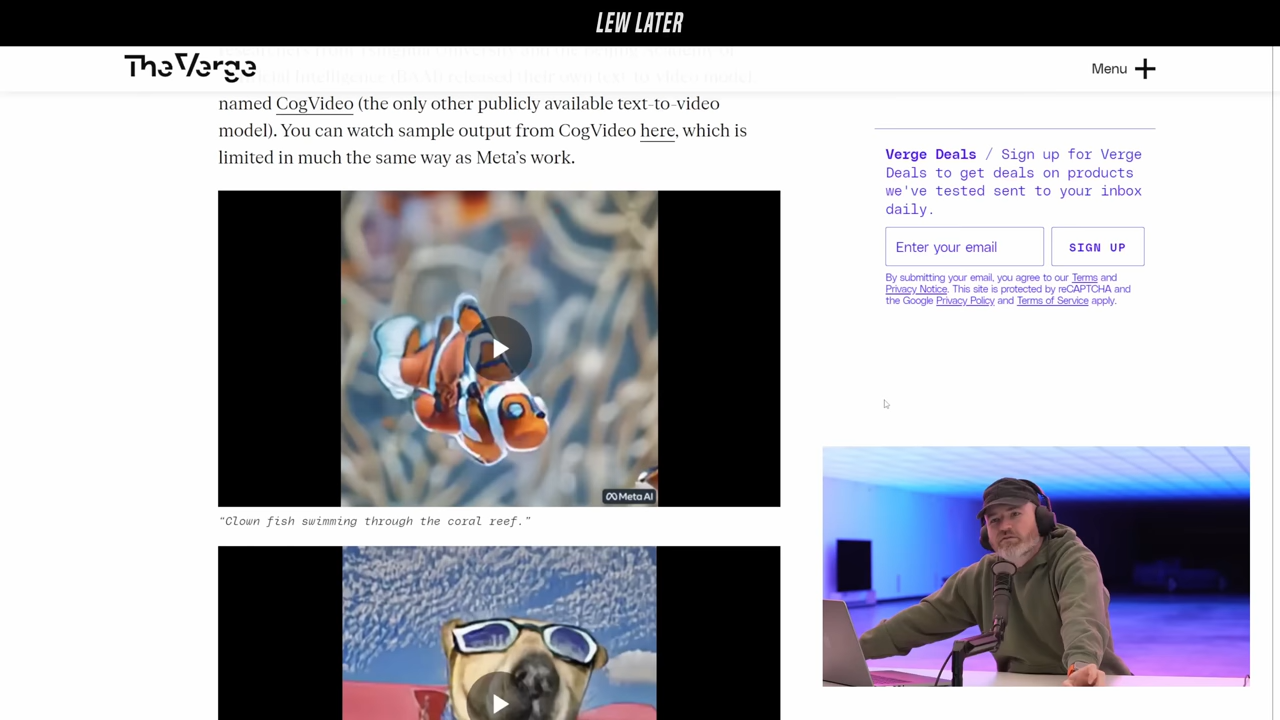 LEW LATER
The Verge
Menu
named CogVideo (the only other publicly available text-to-video
model). You can watch sample output from CogVideo here, which is
limited in much the same way as Meta's work.
Verge Deals / Sign up for Verge
Deals to get deals on products
we've tested sent to your inbox
daily.
Enter your email
SIGN UP
By submitting your email, you agree to our Terms and
Privacy Notice. This site is protected by reCAPTCHA and
the Google Privacy Policy and Terms of Service apply.
Meta AI
"Clown fish swimming through the coral reef."